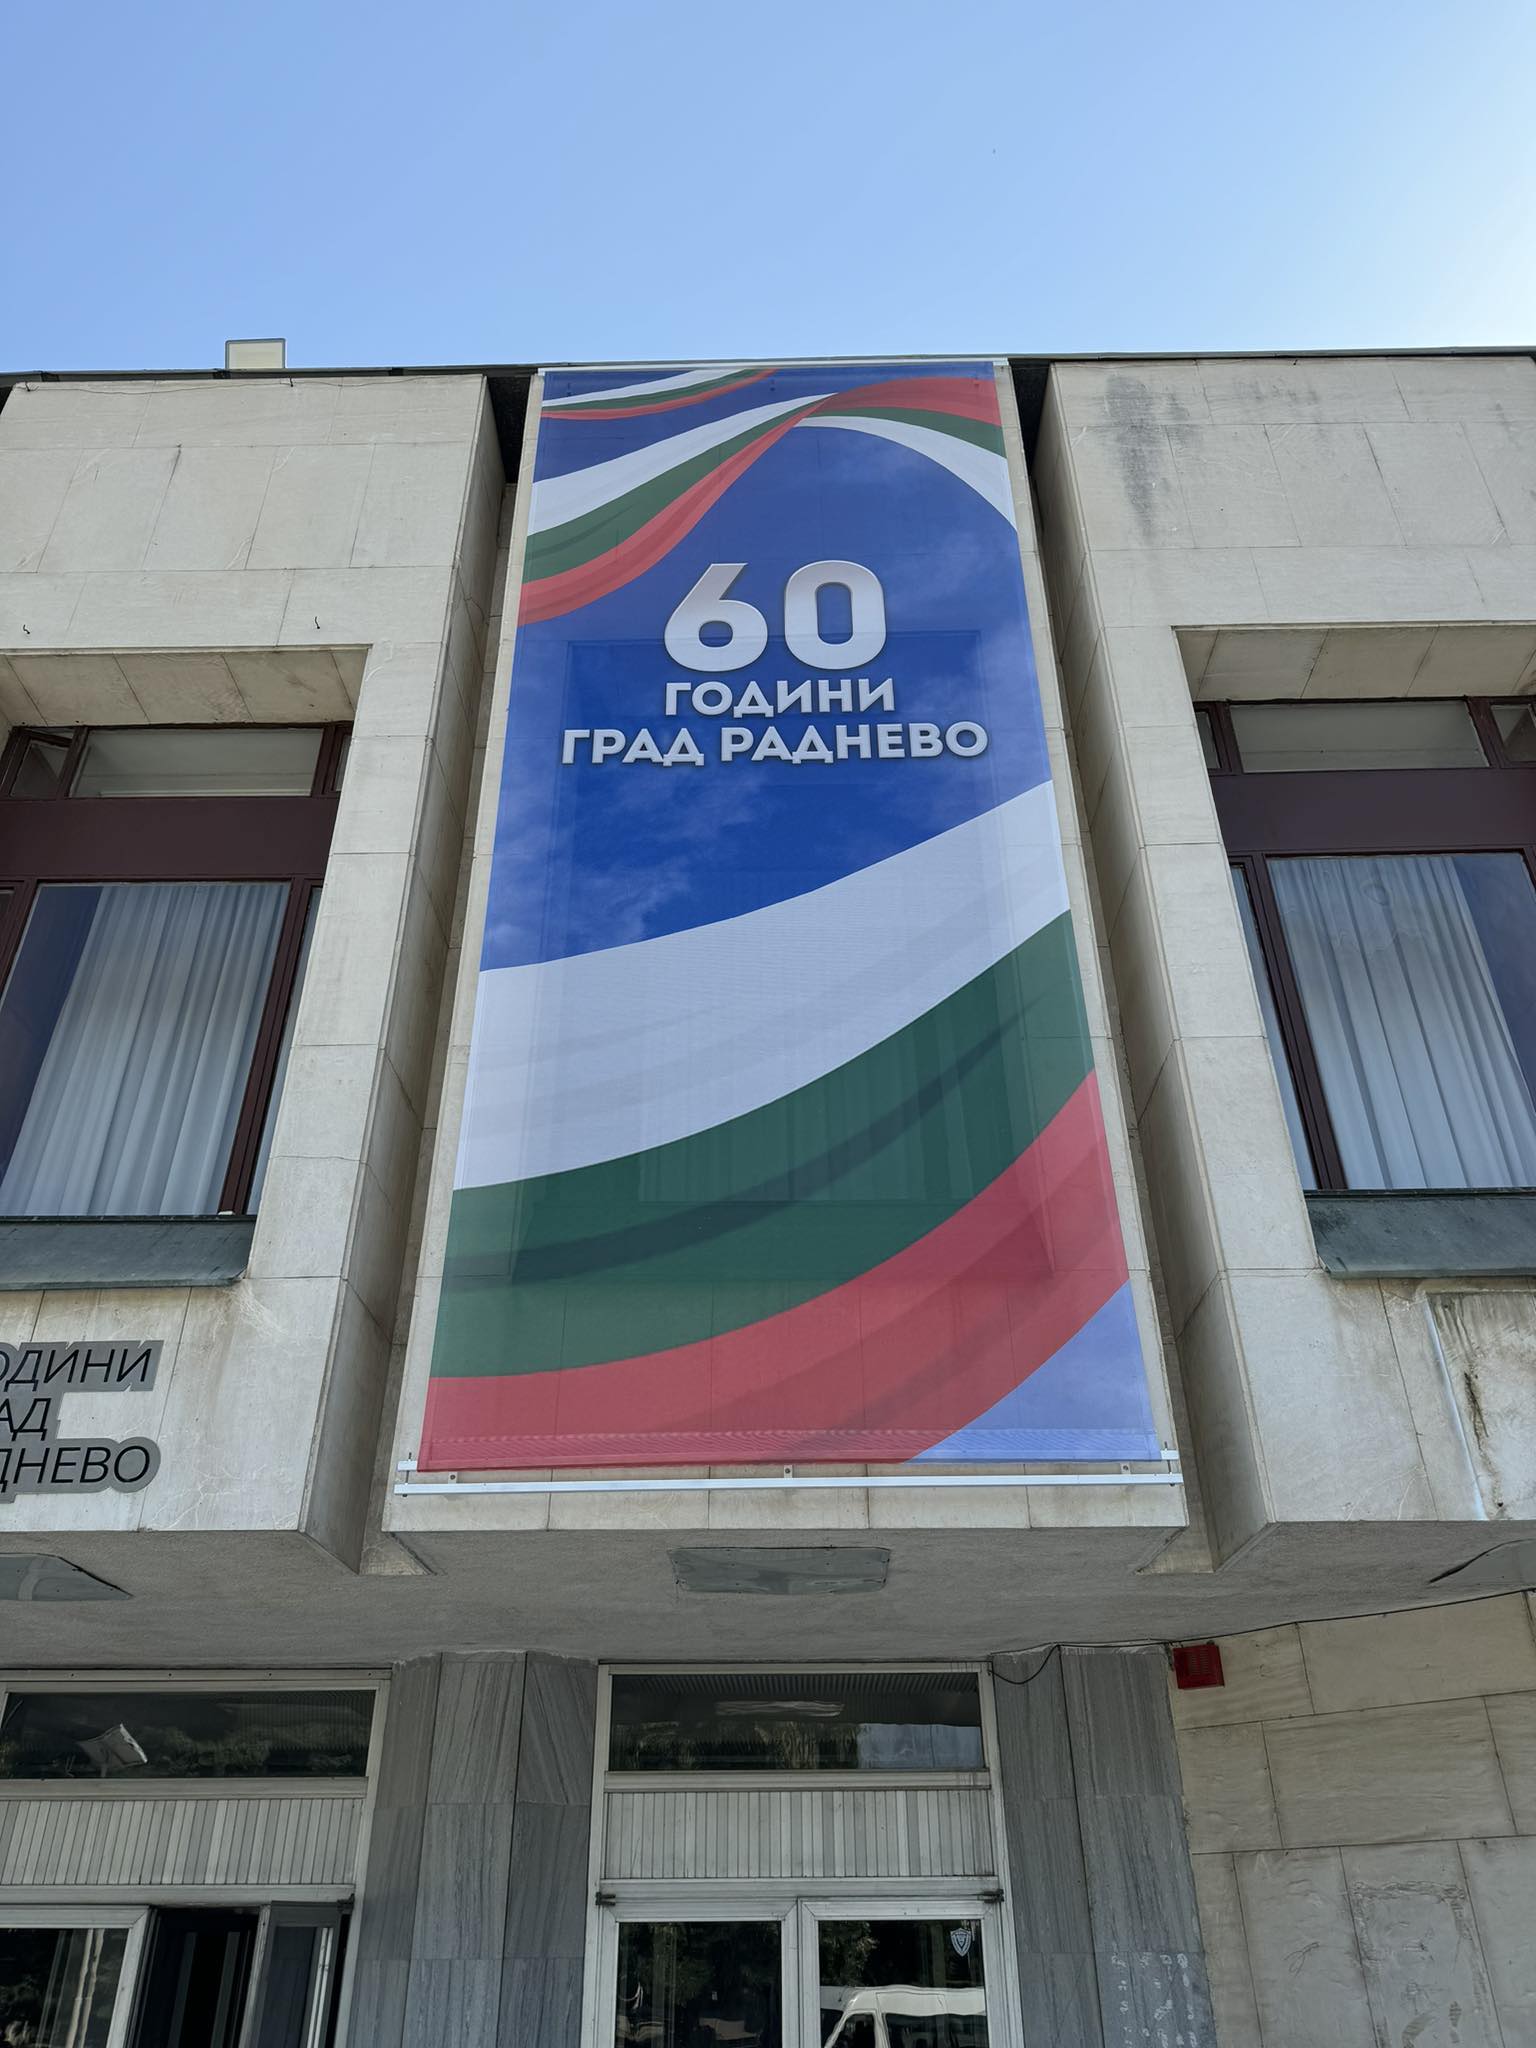 60
ГОДИНИ
ГРАД РАДНЕВО
ОДИНИ
АД
ДНЕВО